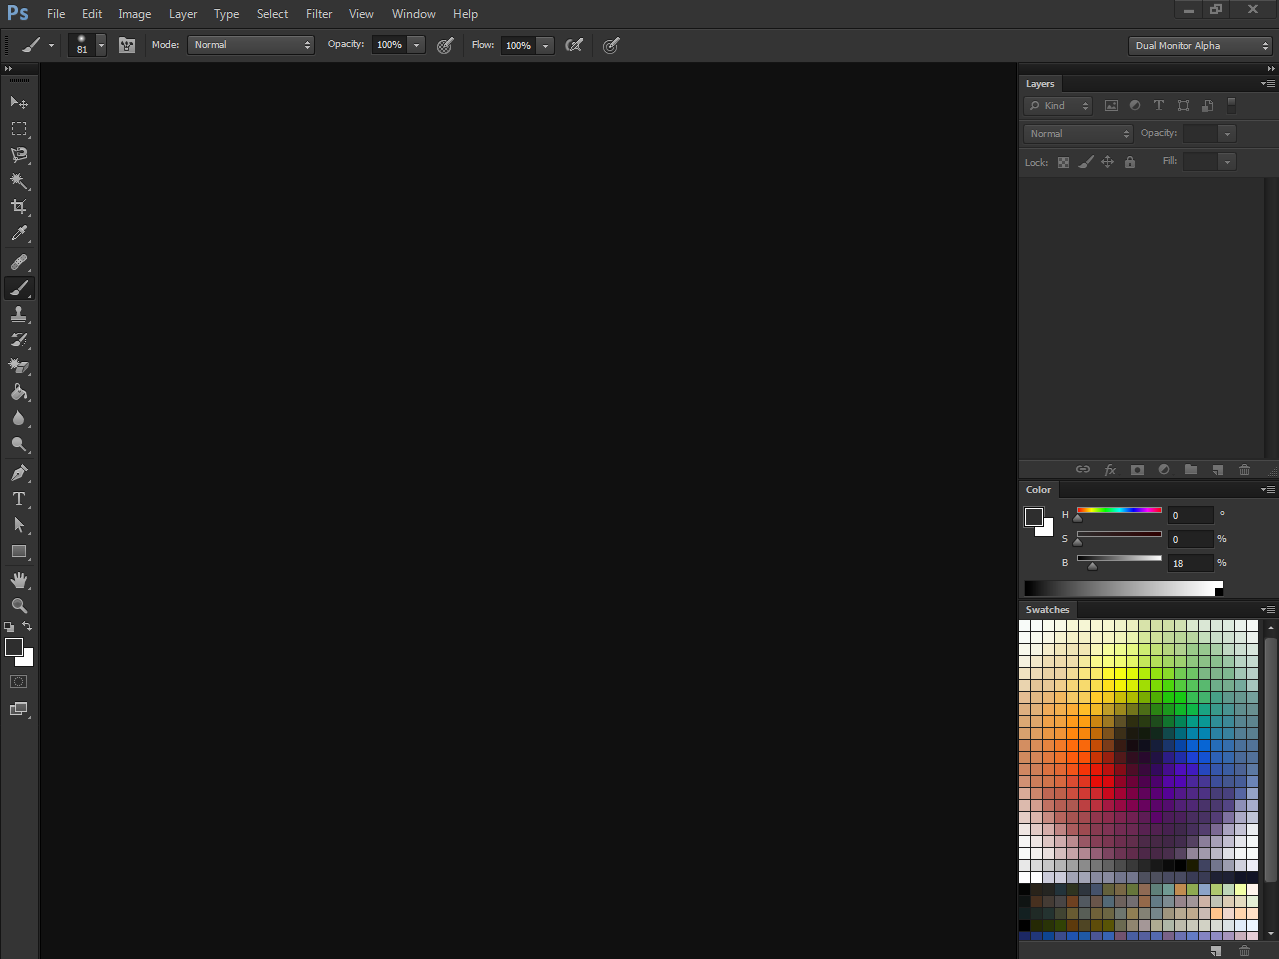 Ps File Edit Image Layer Type Select Filter View Window Help
81 Mode: Normal Opacity: 100% Flow: 100% Dual Monitor Alpha
Layers
Kind T
Normal Opacity:
Lock: Fill:
fx
Color
H 0 °
S 0 %
B 18 %
Swatches
T